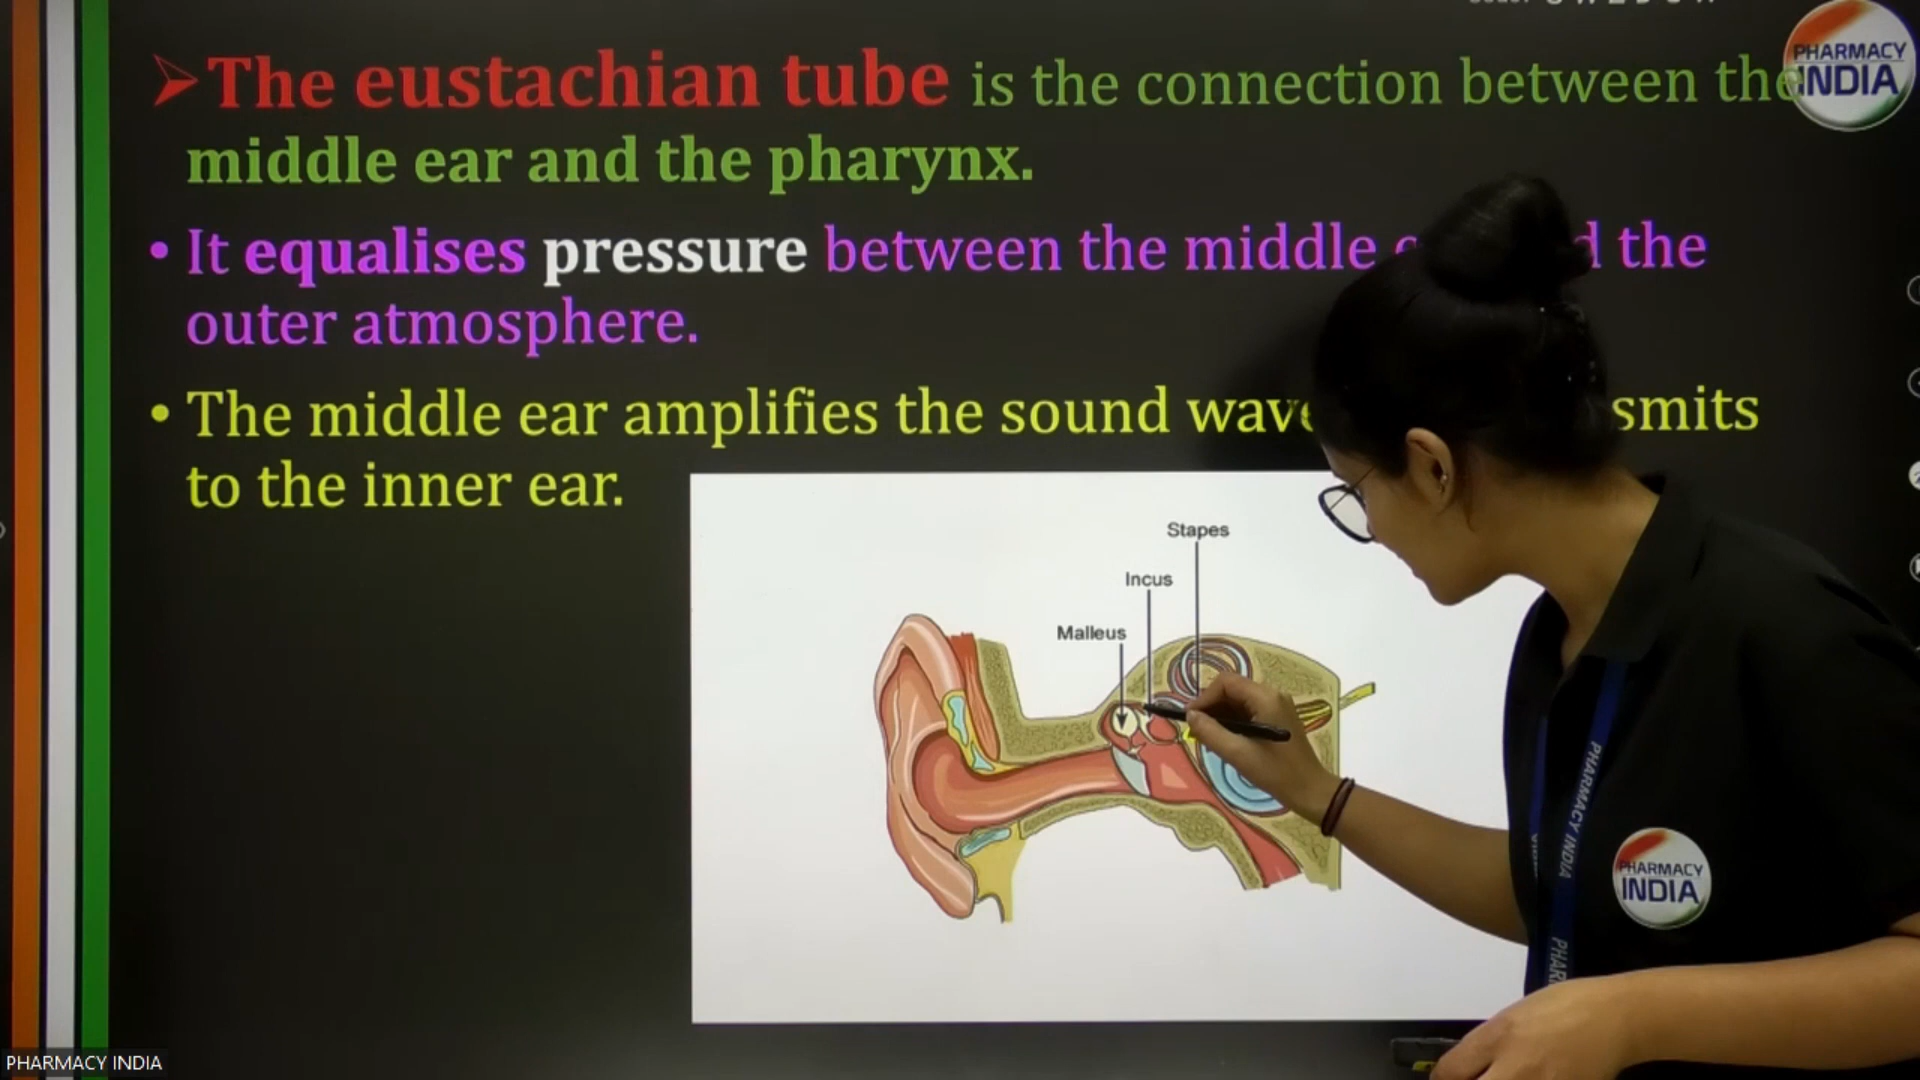 ➤The eustachian tube is the connection between the
middle ear and the pharynx.
• It equalises pressure between the middle the
outer atmosphere.
• The middle ear amplifies the sound
to the inner ear.
Stapes
Incus
Malleus
PHARMACY
INDIA
PHARMACY INDIA
PHARMACY
INDIA
PHARMACY INDIA